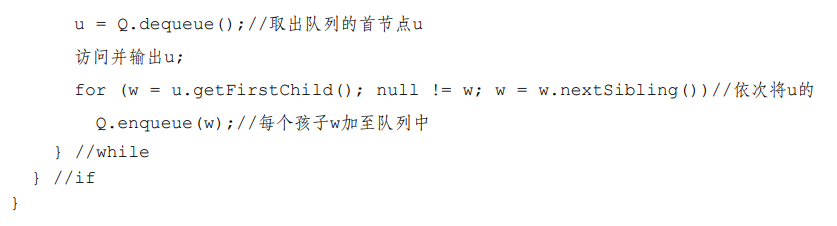 u = Q.dequeue();//取出队列的首节点u
访问并输出u;
for (w = u.getFirstChild(); null != w; w = w.nextSibling())//依次将u的
Q.enqueue(w);//每个孩子w加至队列中
} //while
} //if
}